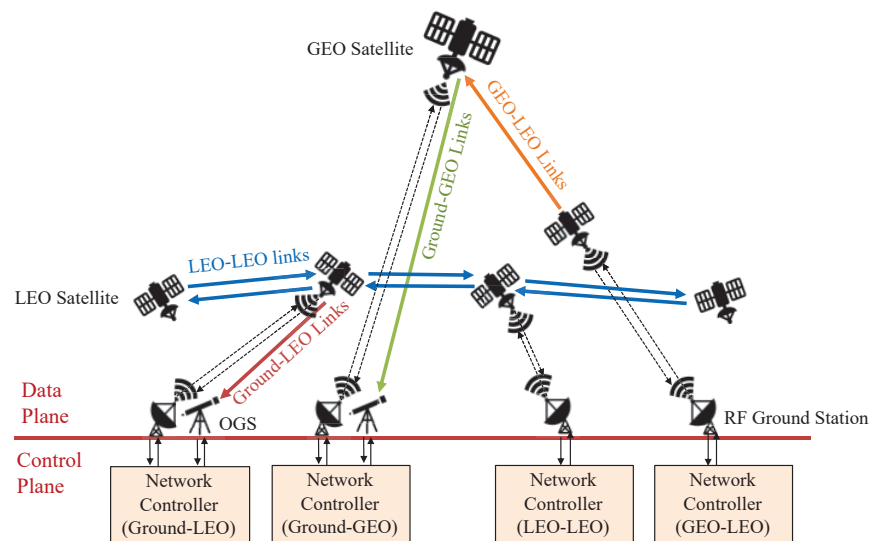 GEO Satellite
GEO-LEO Links
Ground-GEO Links
LEO-LEO links
LEO Satellite
Ground-LEO Links
Data
Plane
OGS
RF Ground Station
Control
Plane
Network
Controller
(Ground-LEO)
Network
Controller
(Ground-GEO)
Network
Controller
(LEO-LEO)
Network
Controller
(GEO-LEO)